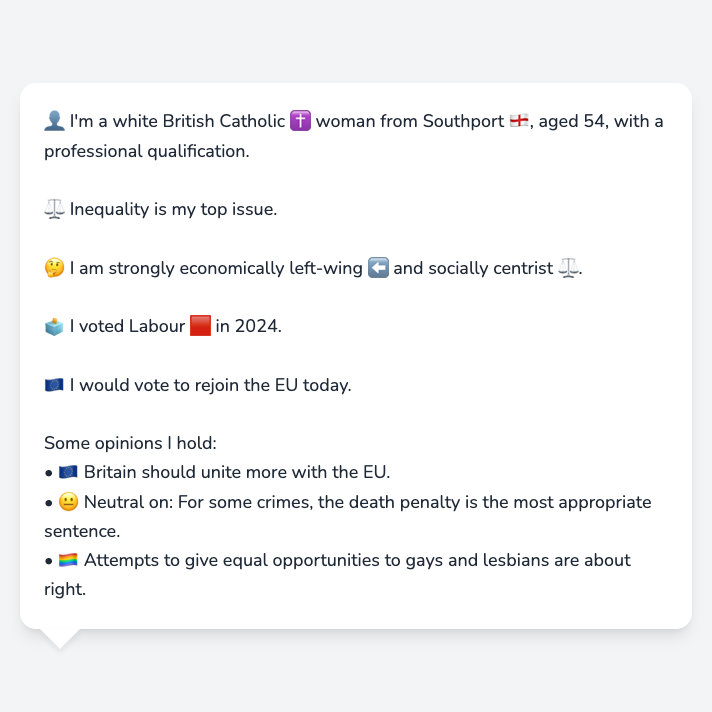 👤 I'm a white British Catholic ✝️ woman from Southport 🏴󠁧󠁢󠁥󠁮󠁧󠁿, aged 54, with a
professional qualification.
⚖️ Inequality is my top issue.
🤔 I am strongly economically left-wing ⬅️ and socially centrist ⚖️.
🗳️ I voted Labour 🟥 in 2024.
🇪🇺 I would vote to rejoin the EU today.
Some opinions I hold:
• 🇪🇺 Britain should unite more with the EU.
• 😐 Neutral on: For some crimes, the death penalty is the most appropriate
sentence.
• 🏳️‍🌈 Attempts to give equal opportunities to gays and lesbians are about
right.